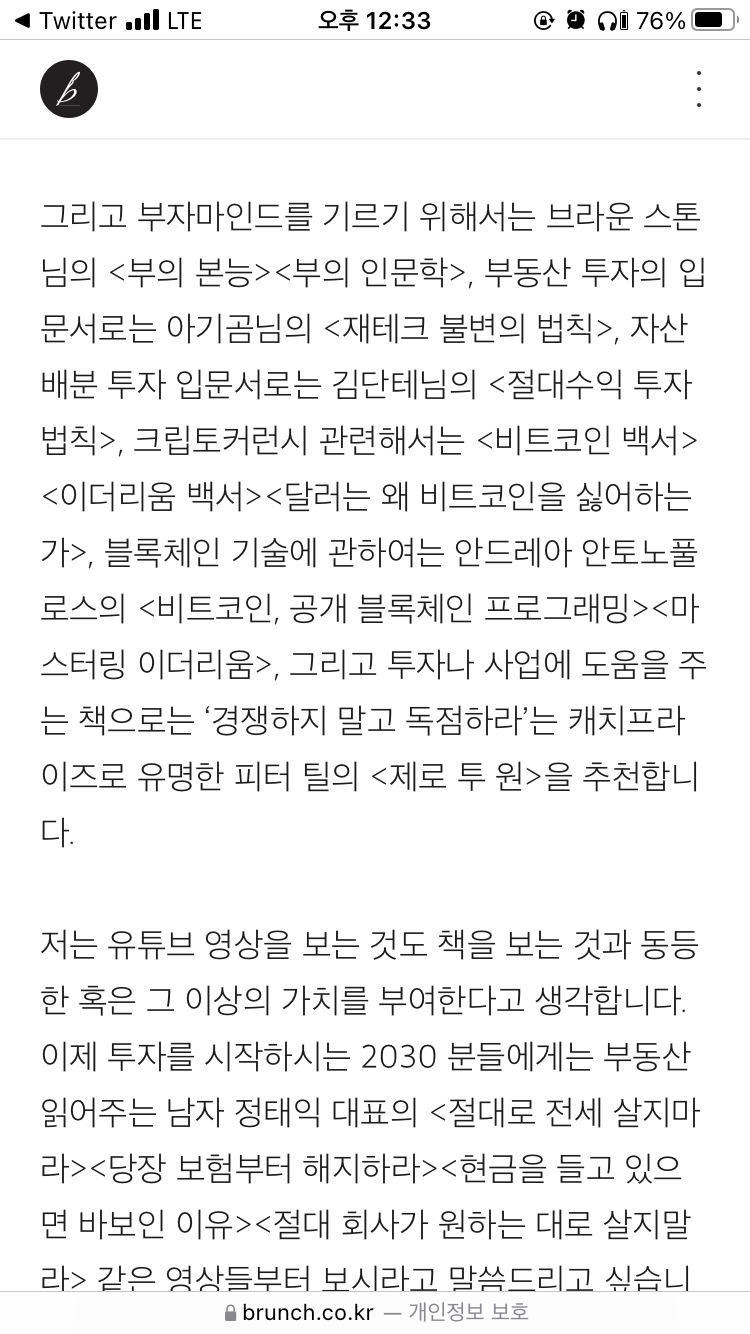 Twitter LTE 오후 12:33 76%
b
그리고 부자마인드를 기르기 위해서는 브라운 스톤
님의 <부의 본능><부의 인문학>, 부동산 투자의 입
문서로는 아기곰님의 <재테크 불변의 법칙>, 자산
배분 투자 입문서로는 김단테님의 <절대수익 투자
법칙>, 크립토커런시 관련해서는 <비트코인 백서>
<이더리움 백서><달러는 왜 비트코인을 싫어하는
가>, 블록체인 기술에 관하여는 안드레아 안토노풀
로스의 <비트코인, 공개 블록체인 프로그래밍><마
스터링 이더리움>, 그리고 투자나 사업에 도움을 주
는 책으로는 ‘경쟁하지 말고 독점하라’는 캐치프라
이즈로 유명한 피터 틸의 <제로 투 원>을 추천합니
다.
저는 유튜브 영상을 보는 것도 책을 보는 것과 동등
한 혹은 그 이상의 가치를 부여한다고 생각합니다.
이제 투자를 시작하시는 2030 분들에게는 부동산
읽어주는 남자 정태익 대표의 <절대로 전세 살지마
라><당장 보험부터 해지하라><현금을 들고 있으
면 바보인 이유><절대 회사가 원하는 대로 살지말
라> 같은 영상들부터 보시라고 말씀드리고 싶습니
brunch.co.kr — 개인정보 보호